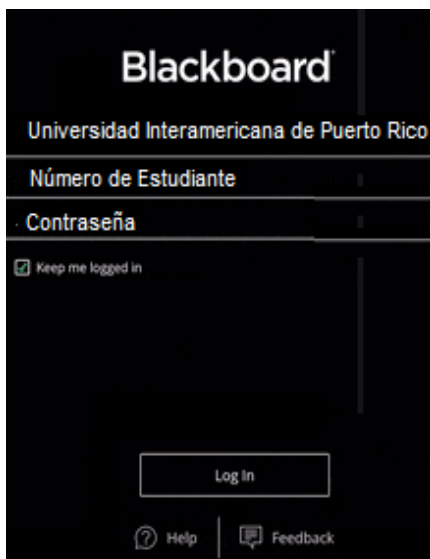 Blackboard
Universidad Interamericana de Puerto Rico
Número de Estudiante
Contraseña
Keep me logged in
Log In
Help
Feedback